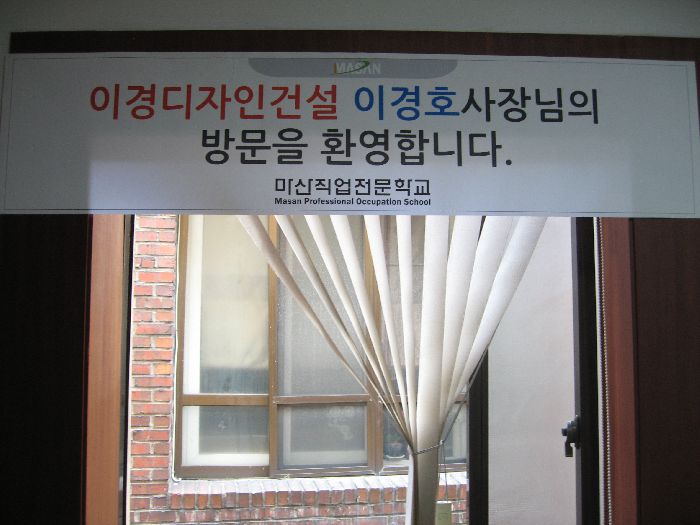 MASAN
이경디자인건설 이경호사장님의
방문을 환영합니다.
마산직업전문학교
Masan Professional Occupation School